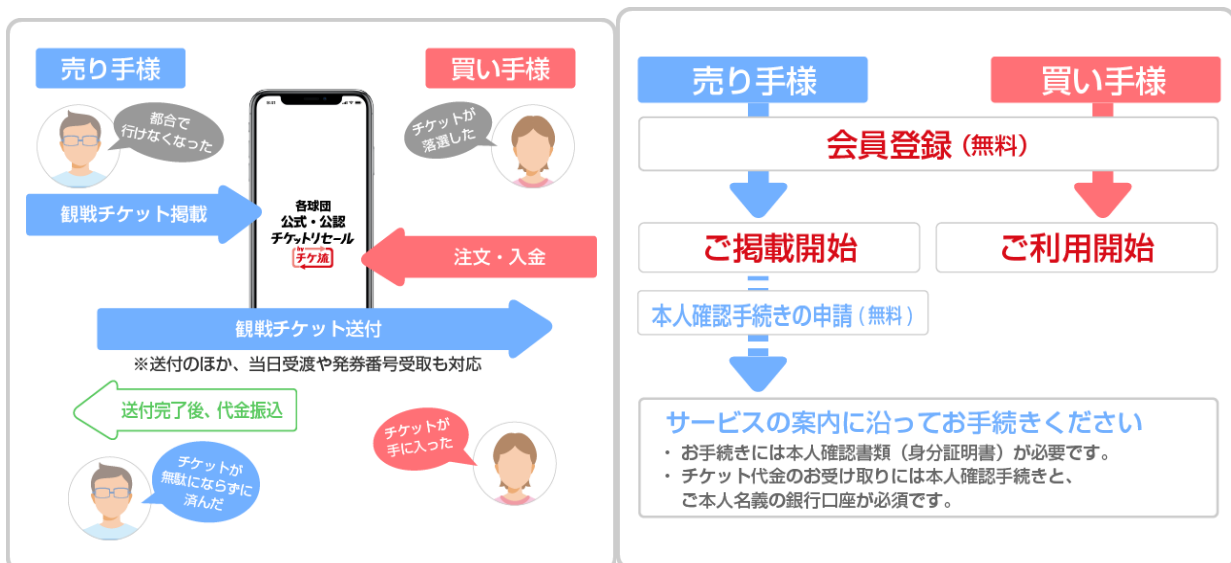 売り手様
買い手様
都合で
行けなくなった
チケットが
落選した
9:41
観戦チケット掲載
各球団
公式・公認
チケットリセール
by
チケ流
注文・入金
観戦チケット送付
※送付のほか、当日受渡や発券番号受取も対応
送付完了後、代金振込
チケットが
手に入った
チケットが
無駄にならずに
済んだ
売り手様
買い手様
会員登録(無料)
ご掲載開始
ご利用開始
本人確認手続きの申請(無料)
サービスの案内に沿ってお手続きください
・ お手続きには本人確認書類(身分証明書)が必要です。
・ チケット代金のお受け取りには本人確認手続きと、
ご本人名義の銀行口座が必須です。